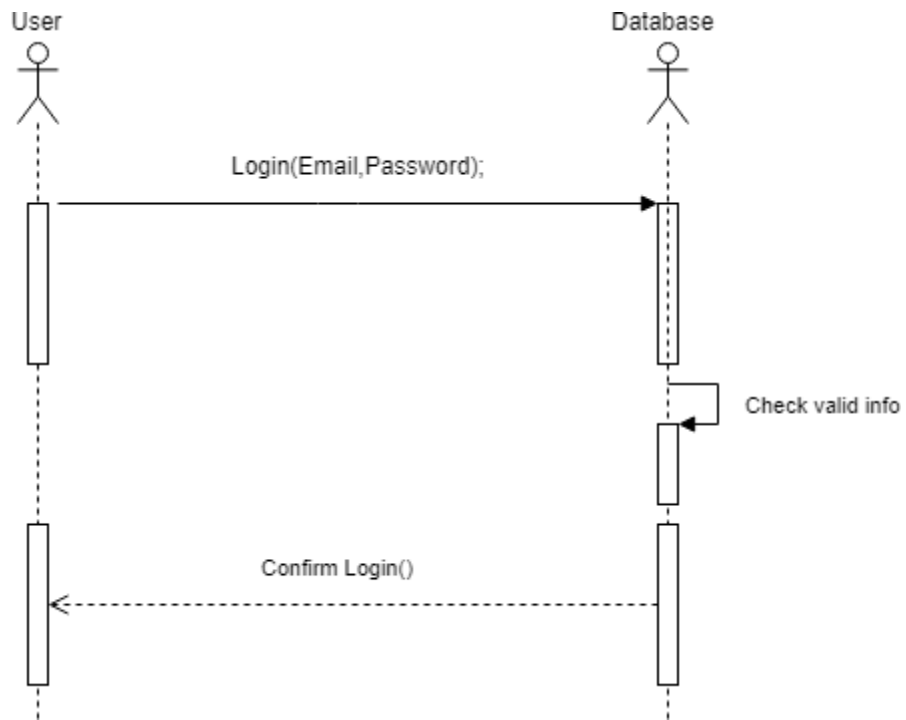 User
Database
Login(Email,Password);
Check valid info
Confirm Login()